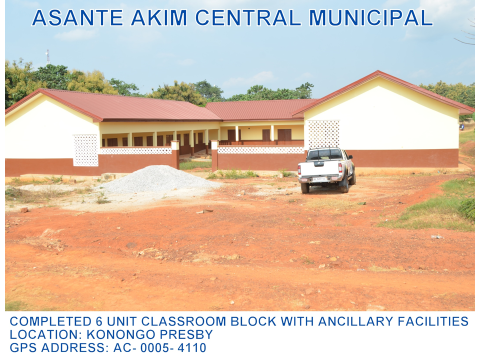 ASANTE AKIM CENTRAL MUNICIPAL
COMPLETED 6 UNIT CLASSROOM BLOCK WITH ANCILLARY FACILITIES
LOCATION: KONONGO PRESBY
GPS ADDRESS: AC- 0005- 4110